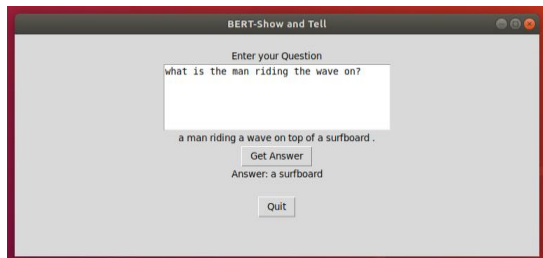 BERT-Show and Tell
Enter your Question
what is the man riding the wave on?
a man riding a wave on top of a surfboard .
Get Answer
Answer: a surfboard
Quit